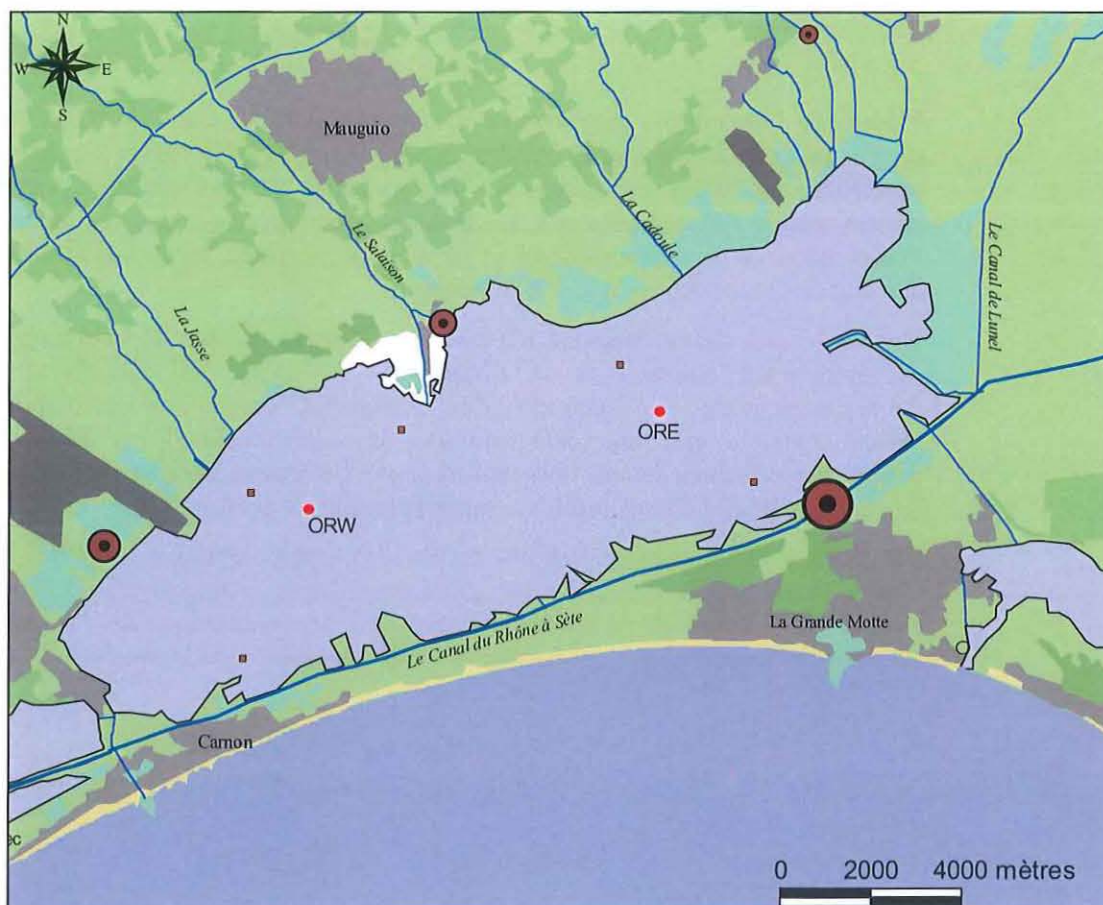 N
W E
S
Mauguio
La Cadoule
Le Salaison
Le Canal de Lunel
La Jasse
ORE
ORW
La Grande Motte
Le Canal du Rhône à Sète
Carnon
ec
0 2000 4000 mètres